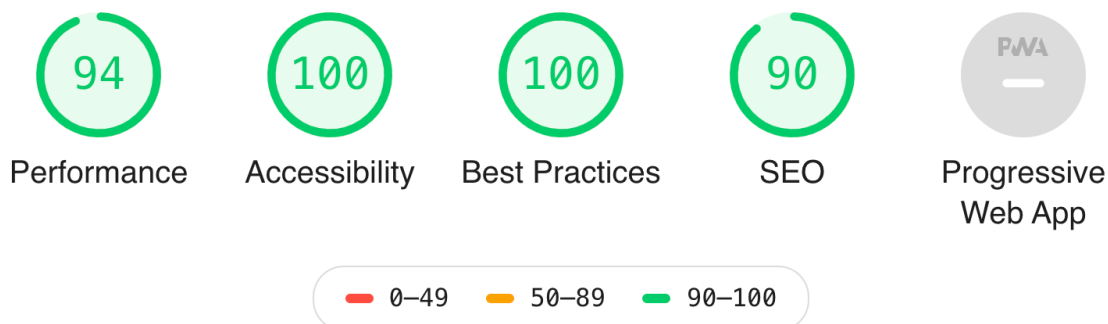 94
100
100
90
PWA
Performance
Accessibility
Best Practices
SEO
Progressive
Web App
0–49
50–89
90–100